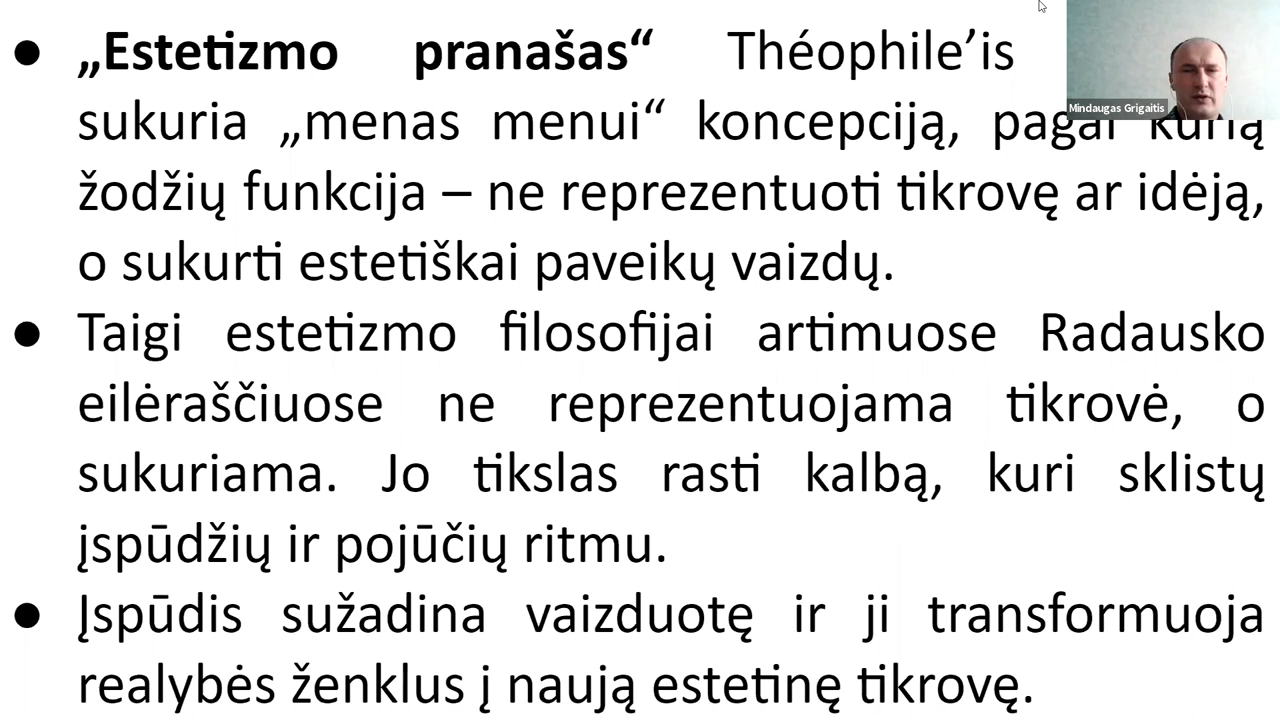 • „Estetizmo pranašas“ Théophile’is
Mindaugas Grigaitis
sukuria „menas menui“ koncepciją, pagal kurią
žodžių funkcija – ne reprezentuoti tikrovę ar idėją,
o sukurti estetiškai paveikų vaizdų.
• Taigi estetizmo filosofijai artimuose Radausko
eilėraščiuose ne reprezentuojama tikrovė, o
sukuriama. Jo tikslas rasti kalbą, kuri sklistų
įspūdžių ir pojūčių ritmu.
• Įspūdis sužadina vaizduotę ir ji transformuoja
realybės ženklus į naują estetinę tikrovę.